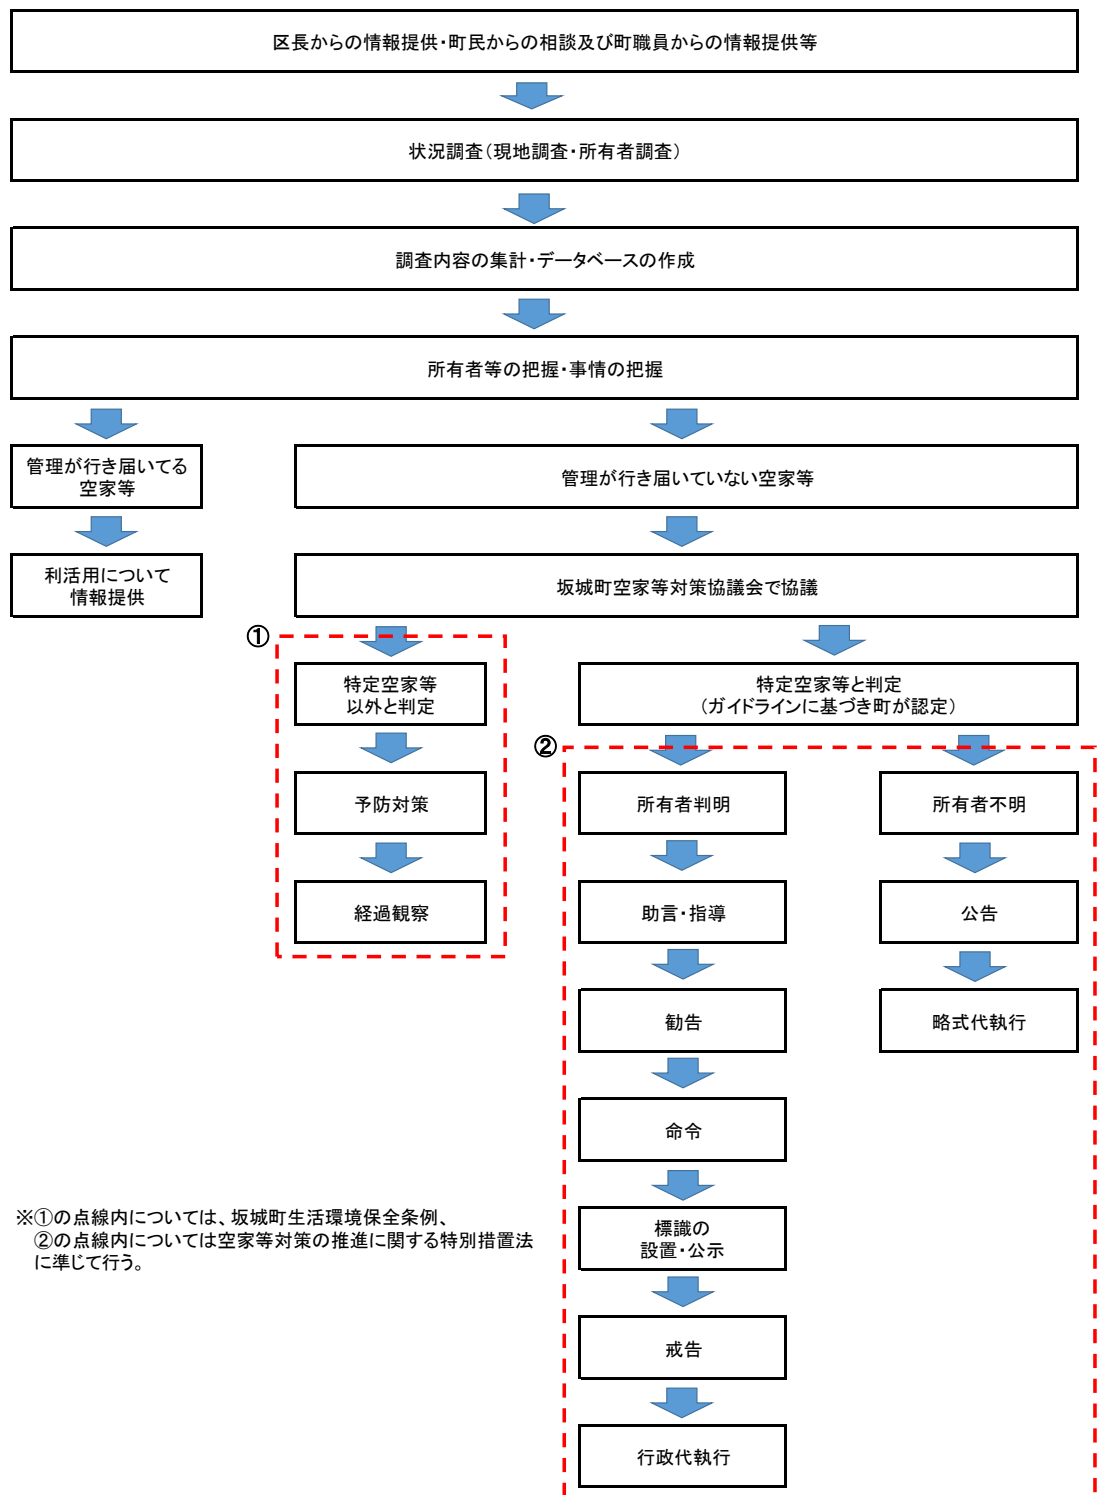 区長からの情報提供・町民からの相談及び町職員からの情報提供等
状況調査（現地調査・所有者調査）
調査内容の集計・データベースの作成
所有者等の把握・事情の把握
管理が行き届いてる
空家等
管理が行き届いていない空家等
利活用について
情報提供
坂城町空家等対策協議会で協議
①
特定空家等
以外と判定
特定空家等と判定
（ガイドラインに基づき町が認定）
②
予防対策
所有者判明
所有者不明
経過観察
助言・指導
公告
勧告
略式代執行
命令
標識の
設置・公示
※①の点線内については、坂城町生活環境保全条例、
②の点線内については空家等対策の推進に関する特別措置法
に準じて行う。
戒告
行政代執行